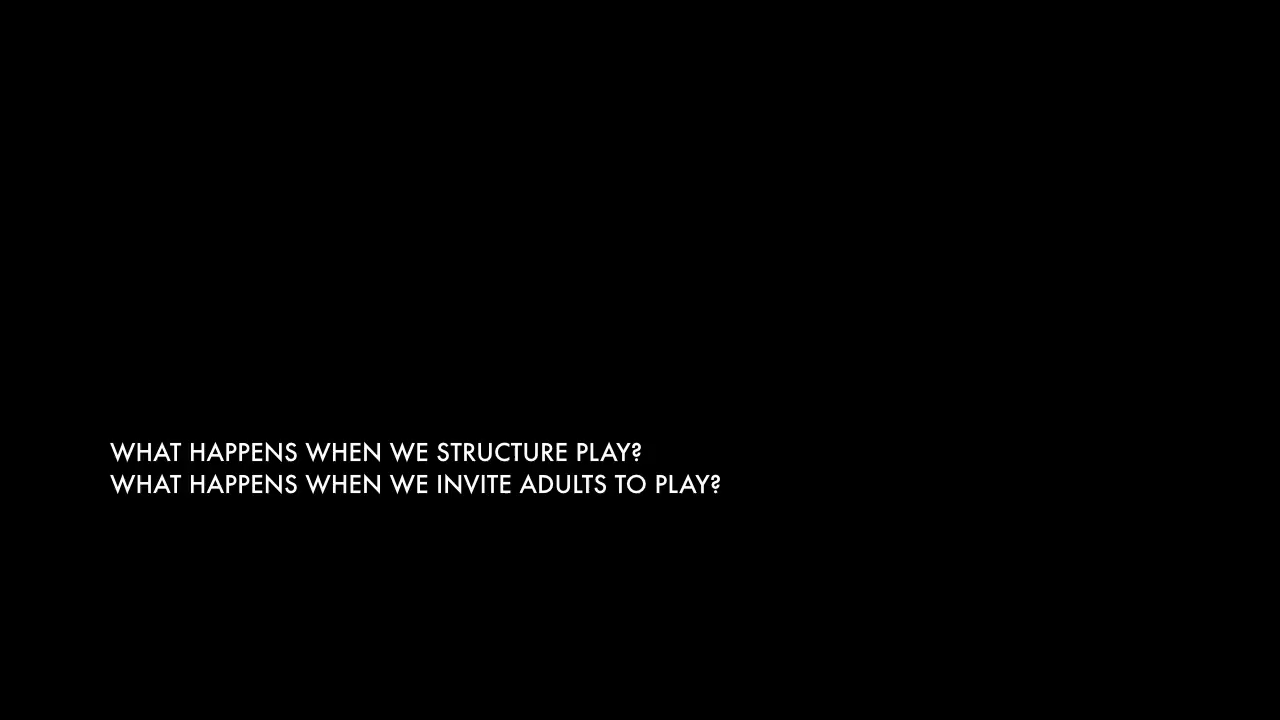 WHAT HAPPENS WHEN WE STRUCTURE PLAY?
WHAT HAPPENS WHEN WE INVITE ADULTS TO PLAY?